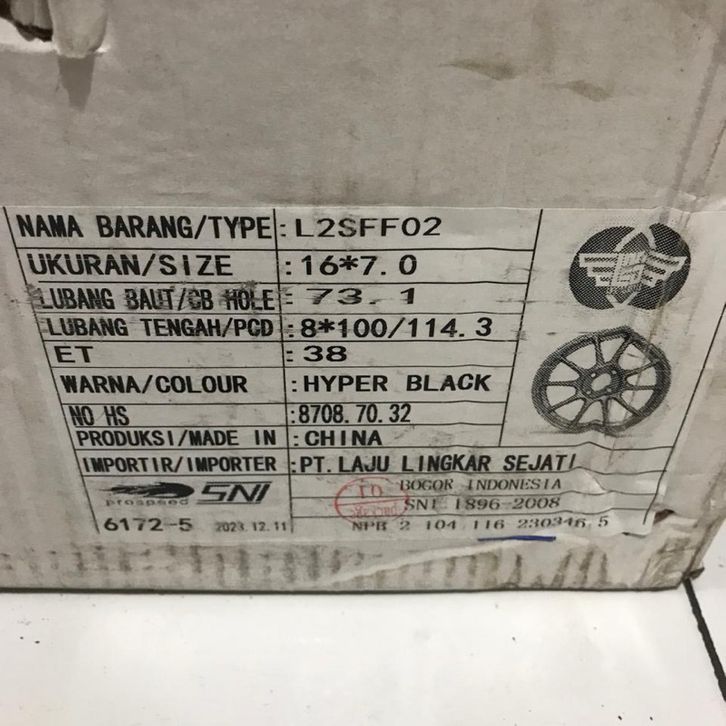 NAMA BARANG/TYPE : L2SFF02
UKURAN/SIZE : 16*7.0
LUBANG BAUT/CB HOLE : 73.1
LUBANG TENGAH/PCD : 8*100/114.3
ET : 38
WARNA/COLOUR : HYPER BLACK
NO HS : 8708.70.32
PRODUKSI/MADE IN : CHINA
IMPORTIR/IMPORTER : PT. LAJU LINGKAR SEJATI
BOGOR INDONESIA
prospeed SNI
SNI 1896-2008
6172-5 2023.12.11
NPB 2 104 116 230346.5